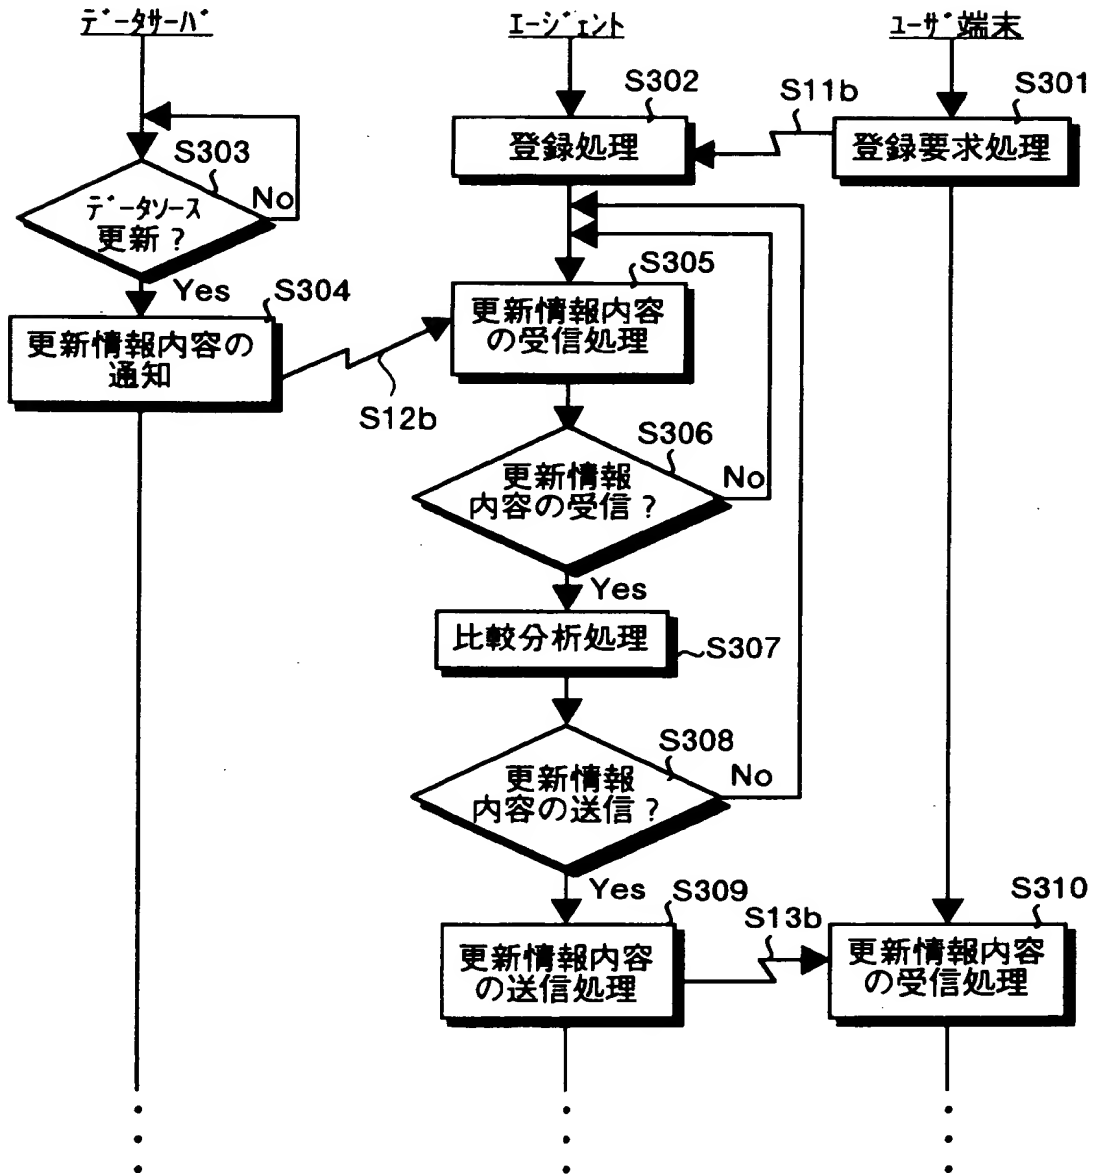 データサーバ
エージェント
ユーザ端末
S302
S11b
S301
登録処理
登録要求処理
S303
No
データソース
更新?
Yes
S304
更新情報内容の
通知
S12b
S305
更新情報内容
の受信処理
S306
No
更新情報
内容の受信?
Yes
比較分析処理
S307
S308
No
更新情報
内容の送信?
Yes
S309
更新情報内容
の送信処理
S13b
S310
更新情報内容
の受信処理